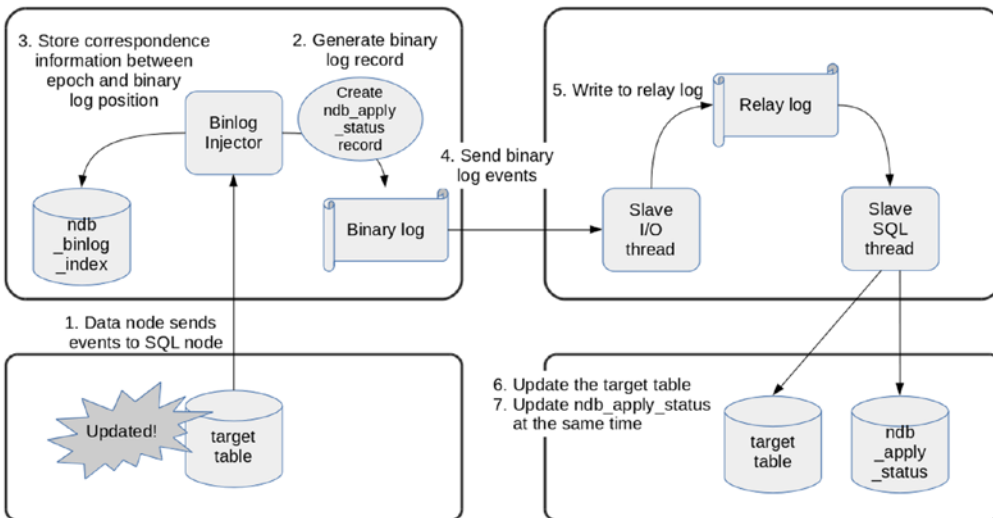 3. Store correspondence
information between
epoch and binary
log position
2. Generate binary
log record
Create
ndb_apply
_status
record
Binlog
Injector
ndb
_binlog
_index
Binary log
4. Send binary
log events
5. Write to relay log
Relay log
Slave
I/O
thread
Slave
SQL
thread
1. Data node sends
events to SQL node
Updated!
target
table
6. Update the target table
7. Update ndb_apply_status
at the same time
target
table
ndb
_apply
_status